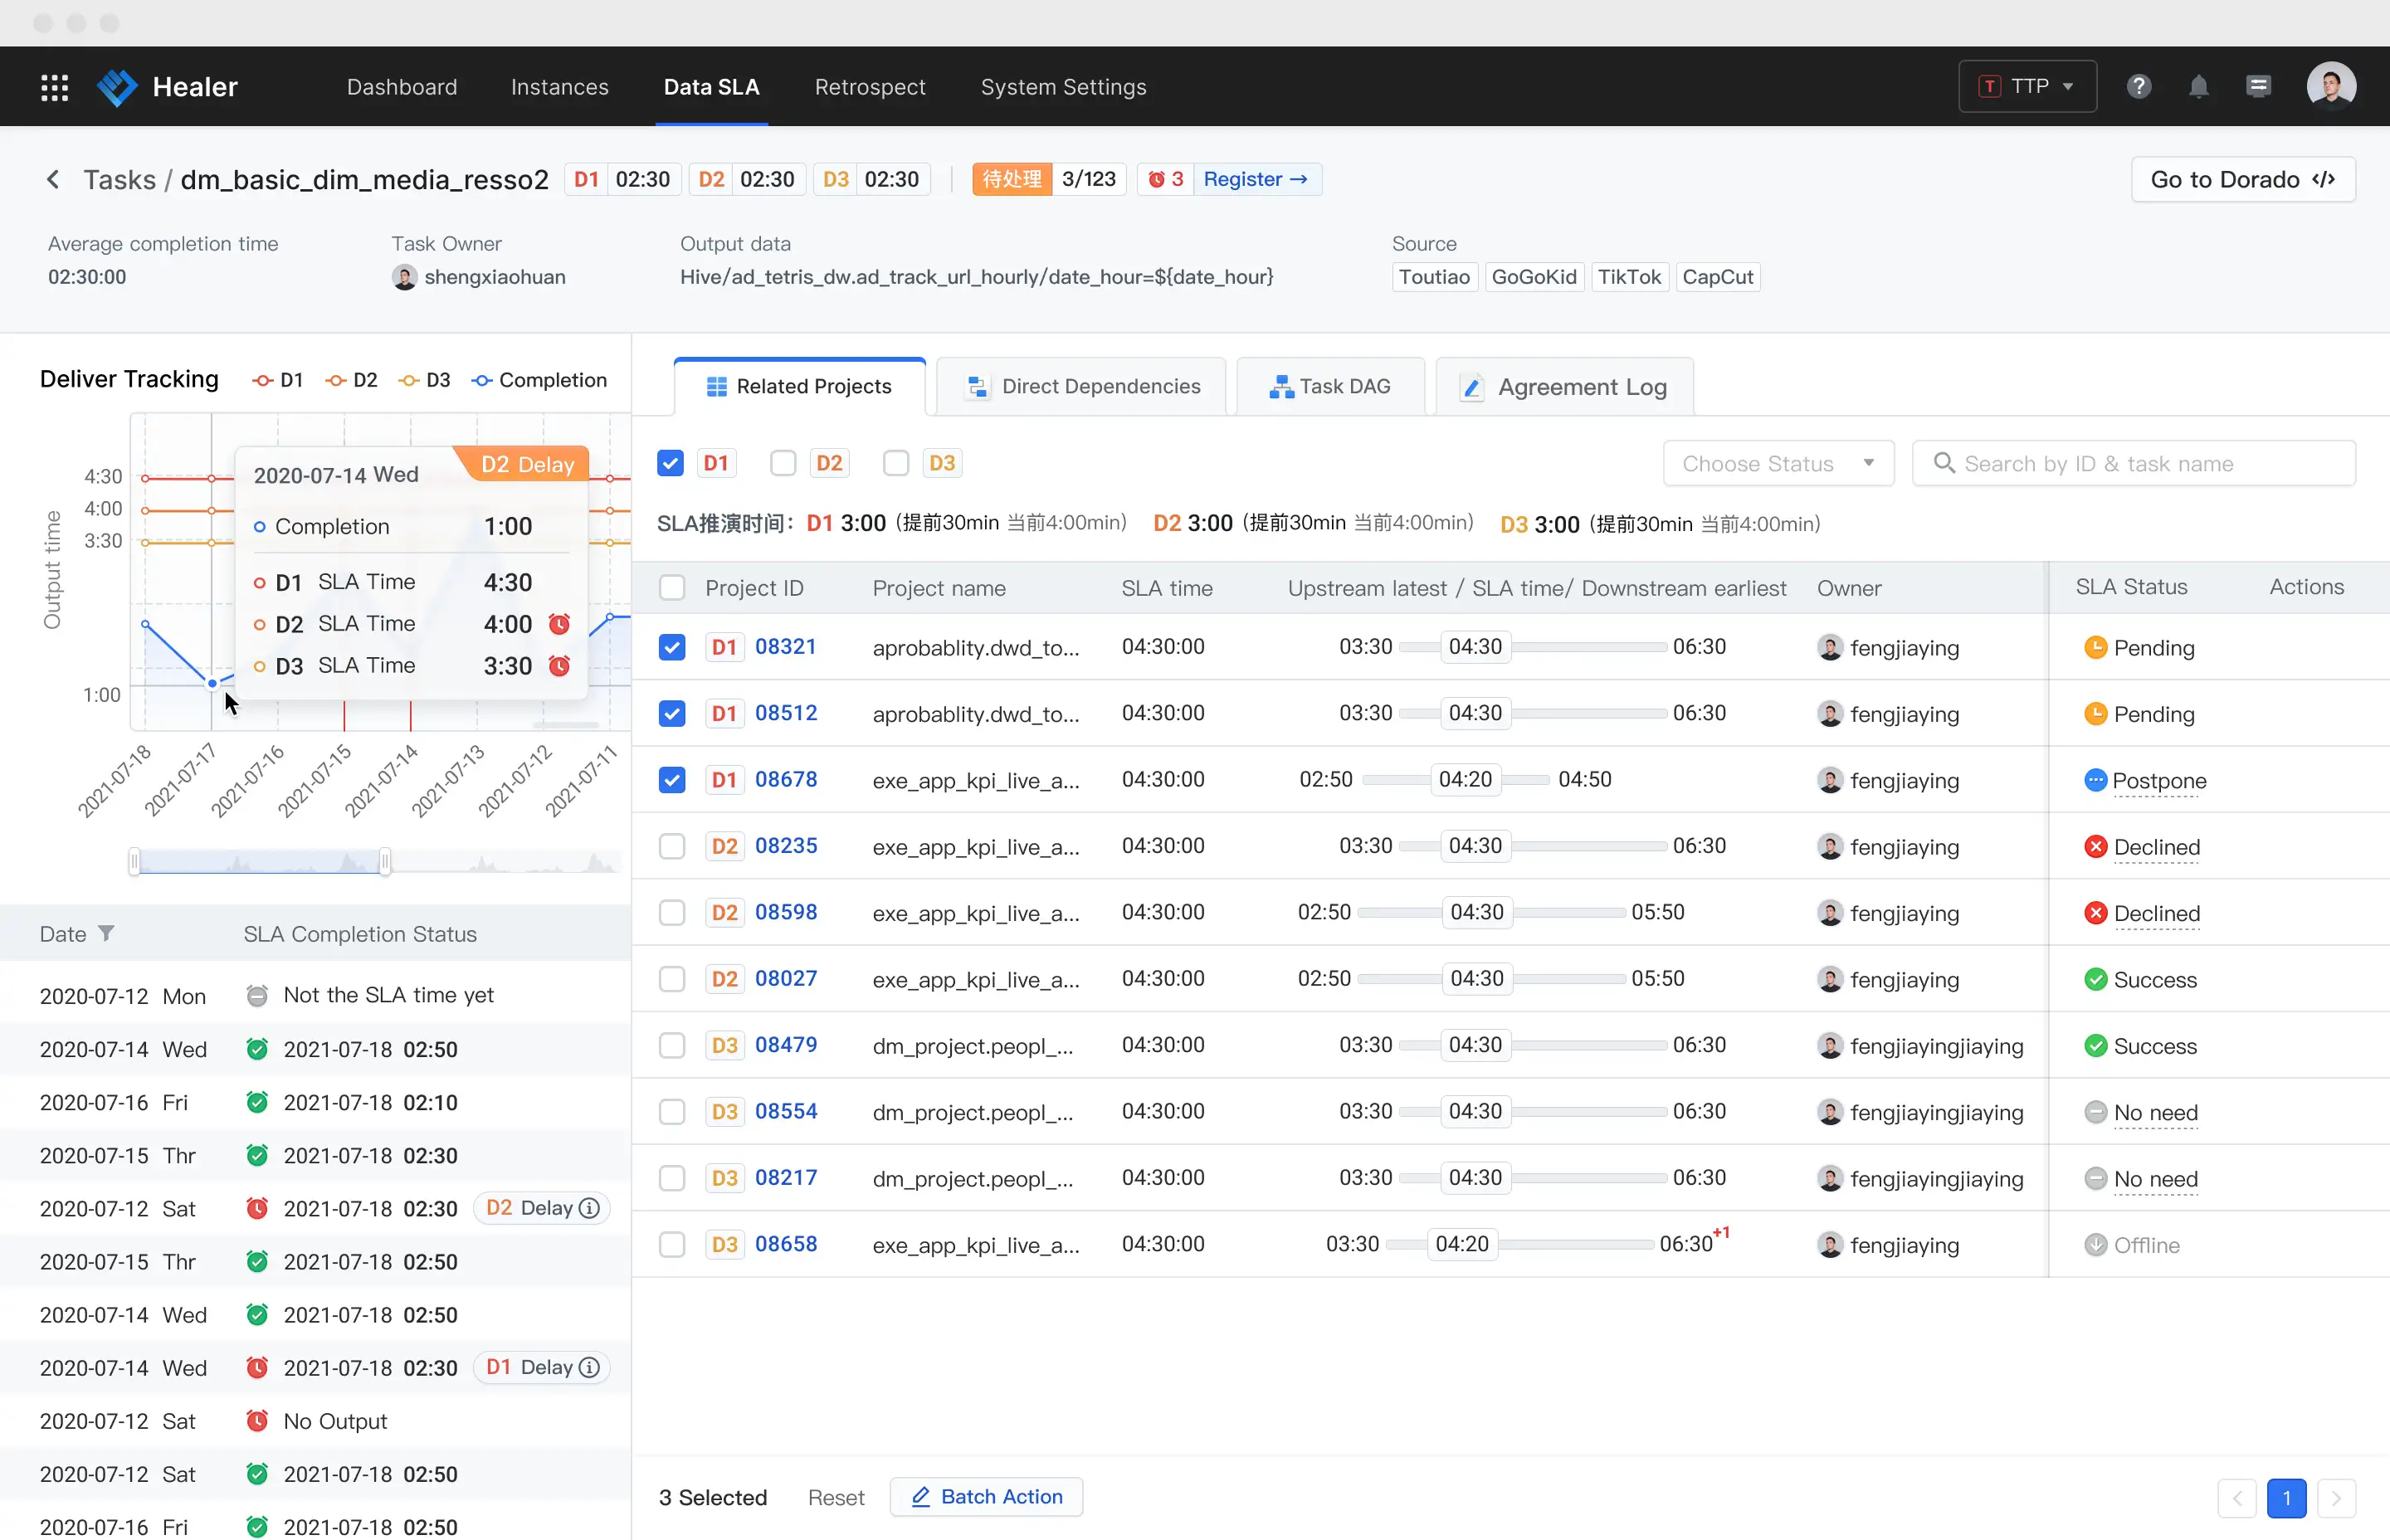 Healer Dashboard Instances Data SLA Retrospect System Settings T TTP ?
Tasks / dm_basic_dim_media_resso2 D1 02:30 D2 02:30 D3 02:30 待处理 3/123 3 Register → Go to Dorado </>
Average completion time Task Owner Output data Source
02:30:00 shengxiaohuan Hive/ad_tetris_dw.ad_track_url_hourly/date_hour=${date_hour} Toutiao GoGoKid TikTok CapCut
Deliver Tracking D1 D2 D3 Completion
Output time
4:30
4:00
3:30
1:00
2020-07-14 Wed D2 Delay
Completion 1:00
D1 SLA Time 4:30
D2 SLA Time 4:00
D3 SLA Time 3:30
2021-07-18 2021-07-17 2021-07-16 2021-07-15 2021-07-14 2021-07-13 2021-07-12 2021-07-11
Date SLA Completion Status
2020-07-12 Mon Not the SLA time yet
2020-07-14 Wed 2021-07-18 02:50
2020-07-16 Fri 2021-07-18 02:10
2020-07-15 Thr 2021-07-18 02:30
2020-07-12 Sat 2021-07-18 02:30 D2 Delay
2020-07-15 Thr 2021-07-18 02:50
2020-07-14 Wed 2021-07-18 02:50
2020-07-14 Wed 2021-07-18 02:30 D1 Delay
2020-07-12 Sat No Output
2020-07-12 Sat 2021-07-18 02:50
2020-07-16 Fri 2021-07-18 02:50
Related Projects Direct Dependencies Task DAG Agreement Log
D1 D2 D3 Choose Status Search by ID & task name
SLA推演时间： D1 3:00 (提前30min 当前4:00min) D2 3:00 (提前30min 当前4:00min) D3 3:00 (提前30min 当前4:00min)
Project ID Project name SLA time Upstream latest / SLA time/ Downstream earliest Owner SLA Status Actions
D1 08321 aprobablity.dwd_to... 04:30:00 03:30 04:30 06:30 fengjiaying Pending
D1 08512 aprobablity.dwd_to... 04:30:00 03:30 04:30 06:30 fengjiaying Pending
D1 08678 exe_app_kpi_live_a... 04:30:00 02:50 04:20 04:50 fengjiaying Postpone
D2 08235 exe_app_kpi_live_a... 04:30:00 03:30 04:30 06:30 fengjiaying Declined
D2 08598 exe_app_kpi_live_a... 04:30:00 02:50 04:30 05:50 fengjiaying Declined
D2 08027 exe_app_kpi_live_a... 04:30:00 02:50 04:30 05:50 fengjiaying Success
D3 08479 dm_project.peopl_... 04:30:00 03:30 04:30 06:30 fengjiayingjiaying Success
D3 08554 dm_project.peopl_... 04:30:00 03:30 04:30 06:30 fengjiayingjiaying No need
D3 08217 dm_project.peopl_... 04:30:00 03:30 04:30 06:30 fengjiayingjiaying No need
D3 08658 exe_app_kpi_live_a... 04:30:00 03:30 04:20 06:30 +1 fengjiaying Offline
3 Selected Reset Batch Action 1